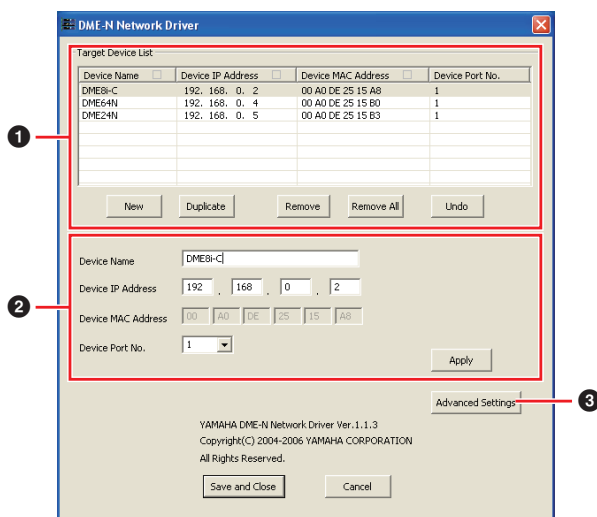 DME-N Network Driver
Target Device List
Device Name Device IP Address Device MAC Address Device Port No.
DME8i-C 192. 168. 0. 2 00 A0 DE 25 15 A8 1
DME64N 192. 168. 0. 4 00 A0 DE 25 15 B0 1
DME24N 192. 168. 0. 5 00 A0 DE 25 15 B3 1
1
New Duplicate Remove Remove All Undo
Device Name DME8i-C
Device IP Address 192 . 168 . 0 . 2
2
Device MAC Address 00 A0 DE 25 15 A8
Device Port No. 1
Apply
Advanced Settings 3
YAMAHA DME-N Network Driver Ver.1.1.3
Copyright(C) 2004-2006 YAMAHA CORPORATION
All Rights Reserved.
Save and Close Cancel